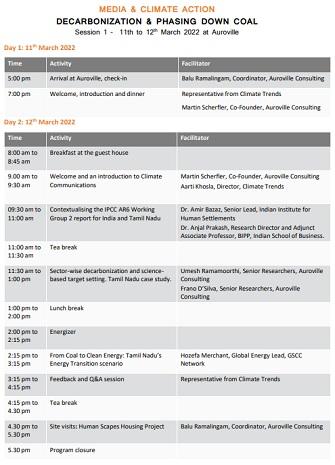 MEDIA & CLIMATE ACTION
DECARBONIZATION & PHASING DOWN COAL
Session 1 - 11th to 12th March 2022 at Auroville
Day 1: 11th March 2022
Time Activity Facilitator
5:00 pm Arrival at Auroville, check-in Balu Ramalingam, Coordinator, Auroville Consulting
7:00 pm Welcome, introduction and dinner Representative from Climate Trends
Martin Scherfler, Co-Founder, Auroville Consulting
Day 2: 12th March 2022
Time Activity Facilitator
8:00 am to Breakfast at the guest house
8:45 am
9.00 am to Welcome and an introduction to Climate Martin Scherfler, Co-Founder, Auroville Consulting
9:30 am Communications Aarti Khosla, Director, Climate Trends
09:30 am to Contextualising the IPCC AR6 Working Dr. Amir Bazaz, Senior Lead, Indian Institute for
11:00 am Group 2 report for India and Tamil Nadu Human Settlements
Dr. Anjal Prakash, Research Director and Adjunct
Associate Professor, BIPP, Indian School of Business.
11:00 am to Tea break
11:30 am
11:30 am to Sector-wise decarbonization and science- Umesh Ramamoorthi, Senior Researchers, Auroville
1:00 pm based target setting. Tamil Nadu case study. Consulting
Frano D'Silva, Senior Researchers, Auroville
Consulting
1:00 pm to Lunch break
2:00 pm
2:00 pm to Energizer
2:15 pm
2:15 pm to From Coal to Clean Energy: Tamil Nadu's Hozefa Merchant, Global Energy Lead, GSCC
3:15 pm Energy Transition scenario Network
3:15 pm to Feedback and Q&A session Representative from Climate Trends
4:15 pm
4:15 pm to Tea break
4.30 pm
4.30 pm to Site visits: Human Scapes Housing Project Balu Ramalingam, Coordinator, Auroville Consulting
5.30 pm
5.30 pm Program closure